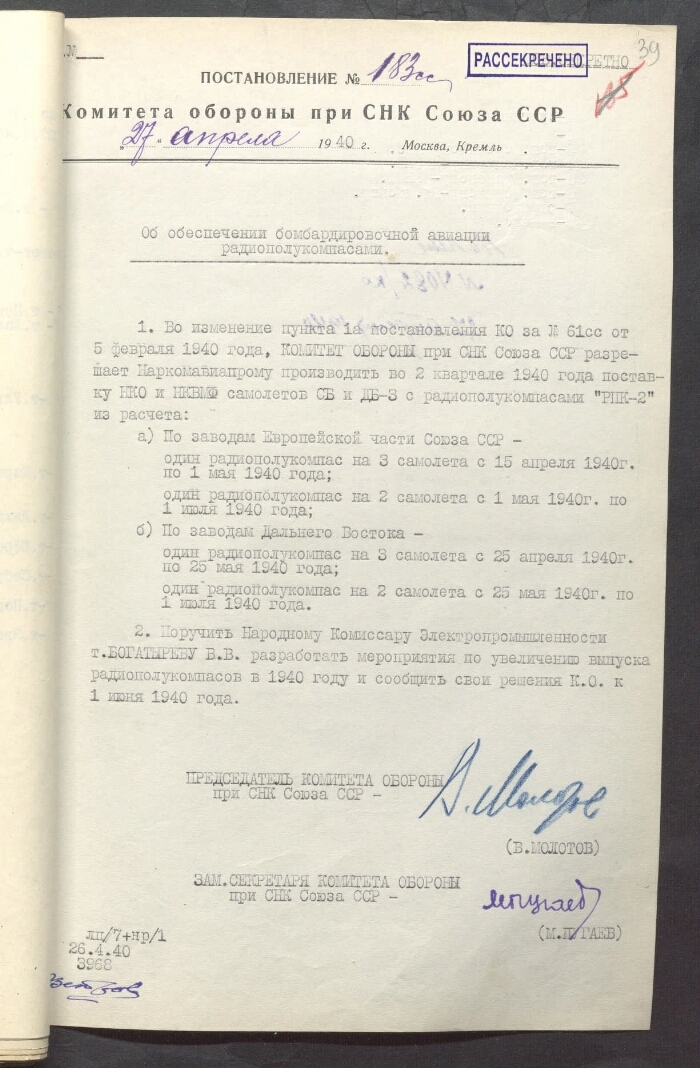 №
РАССЕКРЕЧЕНО
39
ПОСТАНОВЛЕНИЕ № 183сс
Комитета обороны при СНК Союза ССР
„27“ апреля 1940 г. Москва, Кремль
Об обеспечении бомбардировочной авиации
радиополукомпасами.
1. Во изменение пункта 1а постановления КО за № 61сс от
5 февраля 1940 года, КОМИТЕТ ОБОРОНЫ при СНК Союза ССР разре-
шает Наркомавиапрому производить во 2 квартале 1940 года постав-
ку НКО и НКВМФ самолетов СБ и ДБ-3 с радиополукомпасами "РПК-2"
из расчета:
а) По заводам Европейской части Союза ССР –
один радиополукомпас на 3 самолета с 15 апреля 1940г.
по 1 мая 1940 года;
один радиополукомпас на 2 самолета с 1 мая 1940г. по
1 июля 1940 года;
б) По заводам Дальнего Востока –
один радиополукомпас на 3 самолета с 25 апреля 1940г.
по 25 мая 1940 года;
один радиополукомпас на 2 самолета с 25 мая 1940г. по
1 июля 1940 года.
2. Поручить Народному Комиссару Электропромышленности
т.БОГАТЫРЕВУ В.В. разработать мероприятия по увеличению выпуска
радиополукомпасов в 1940 году и сообщить свои решения К.О. к
1 июня 1940 года.
ПРЕДСЕДАТЕЛЬ КОМИТЕТА ОБОРОНЫ
при СНК Союза ССР –
В. Молотов
(В.МОЛОТОВ)
ЗАМ.СЕКРЕТАРЯ КОМИТЕТА ОБОРОНЫ
при СНК Союза ССР –
(М.ПУГАЕВ)
лц/7+нр/1
26.4.40
3968